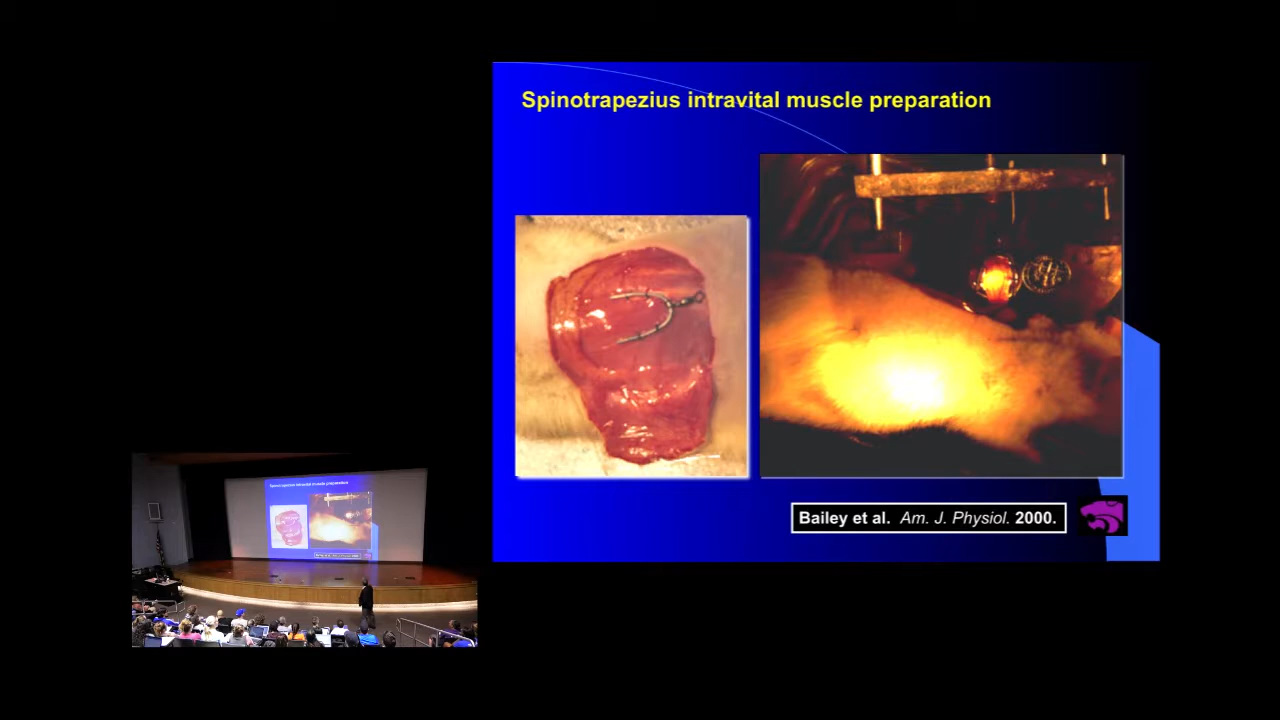 Spinotrapezius intravital muscle preparation
Bailey et al. Am. J. Physiol. 2000.